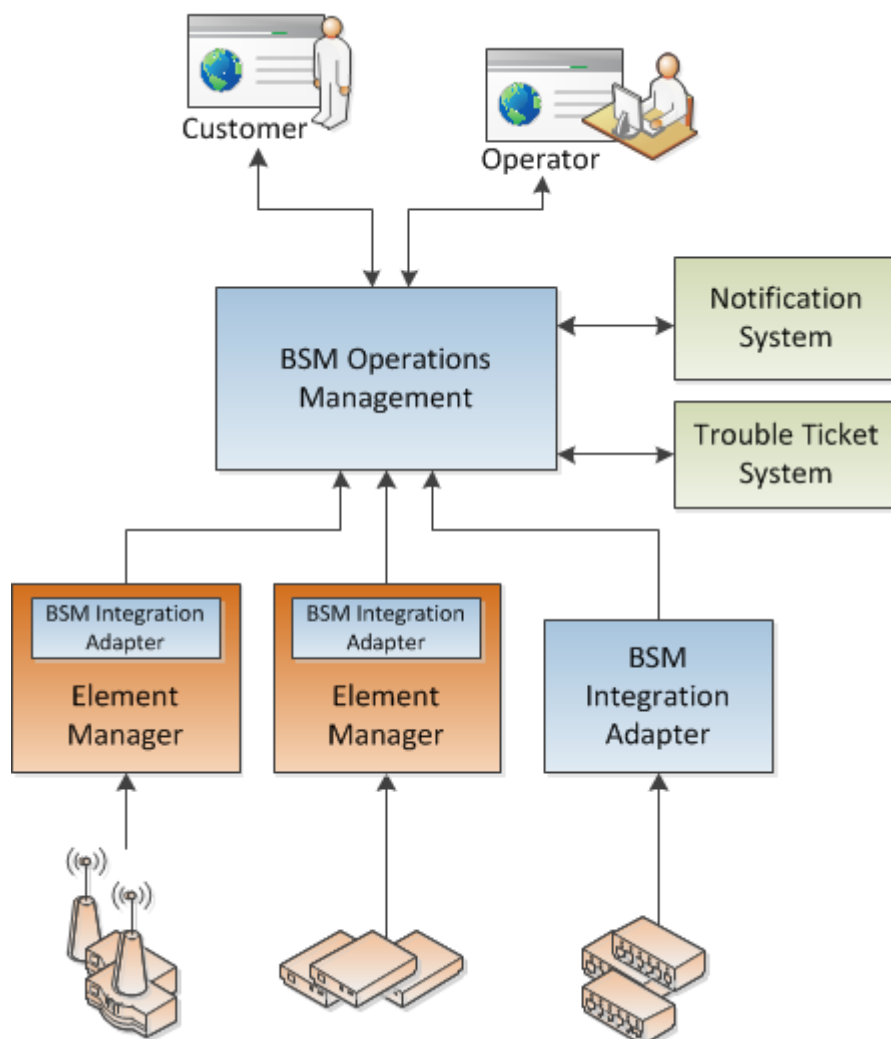 Customer
Operator
BSM Operations
Management
Notification
System
Trouble Ticket
System
BSM Integration
Adapter
Element
Manager
BSM Integration
Adapter
Element
Manager
BSM
Integration
Adapter